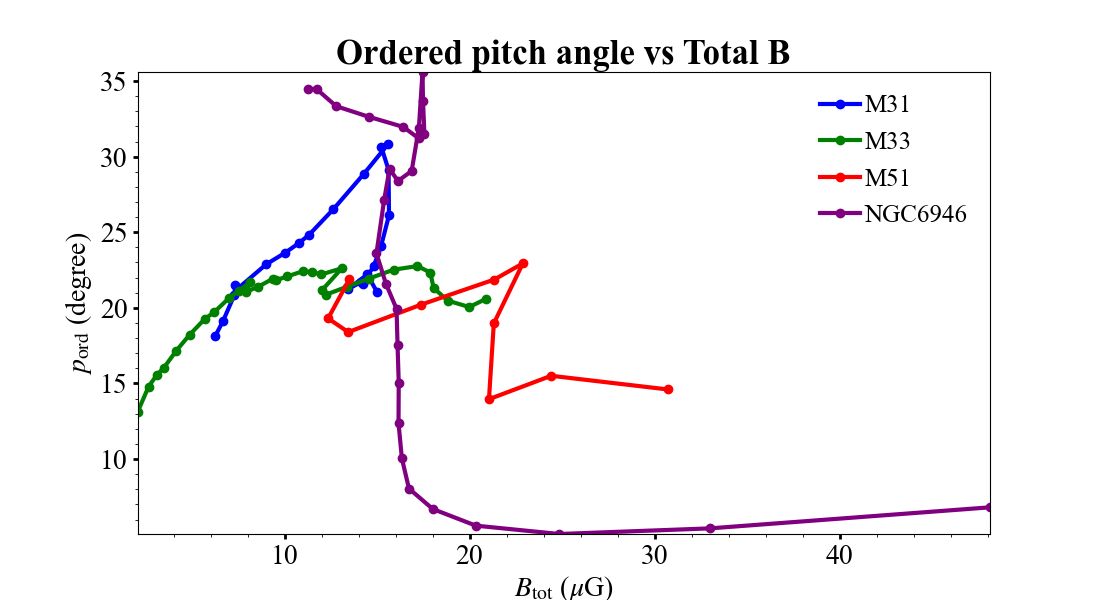 Ordered pitch angle vs Total B
35
30
25
20
15
10
p_ord (degree)
10 20 30 40
B_tot (μG)
M31
M33
M51
NGC6946